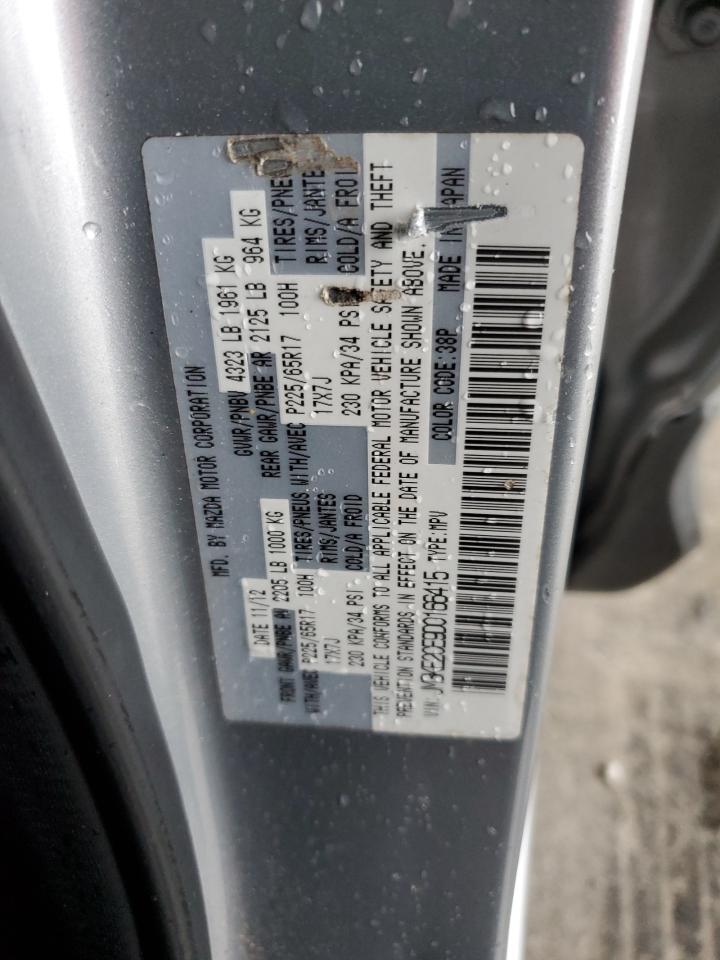 MFD. BY MAZDA MOTOR CORPORATION
DATE 11/12 GVWR/PNBV 4323 LB 1961 KG
FRONT GAWR/PNBE AV 2205 LB 1000 KG REAR GAWR/PNBE AR 2125 LB 964 KG
WITH/AVEC P225/65R17 100H TIRES/PNEUS WITH/AVEC P225/65R17 100H TIRES/PNE
17X7J RIMS/JANTES 17X7J RIMS/JANTE
230 KPA/34 PSI COLD/A FROID 230 KPA/34 PSI COLD/A FROI
THIS VEHICLE CONFORMS TO ALL APPLICABLE FEDERAL MOTOR VEHICLE SAFETY AND THEFT
PREVENTION STANDARDS IN EFFECT ON THE DATE OF MANUFACTURE SHOWN ABOVE.
VIN: JM3KE2DE9D0166415 TYPE:MPV COLOR CODE:38P MADE IN JAPAN